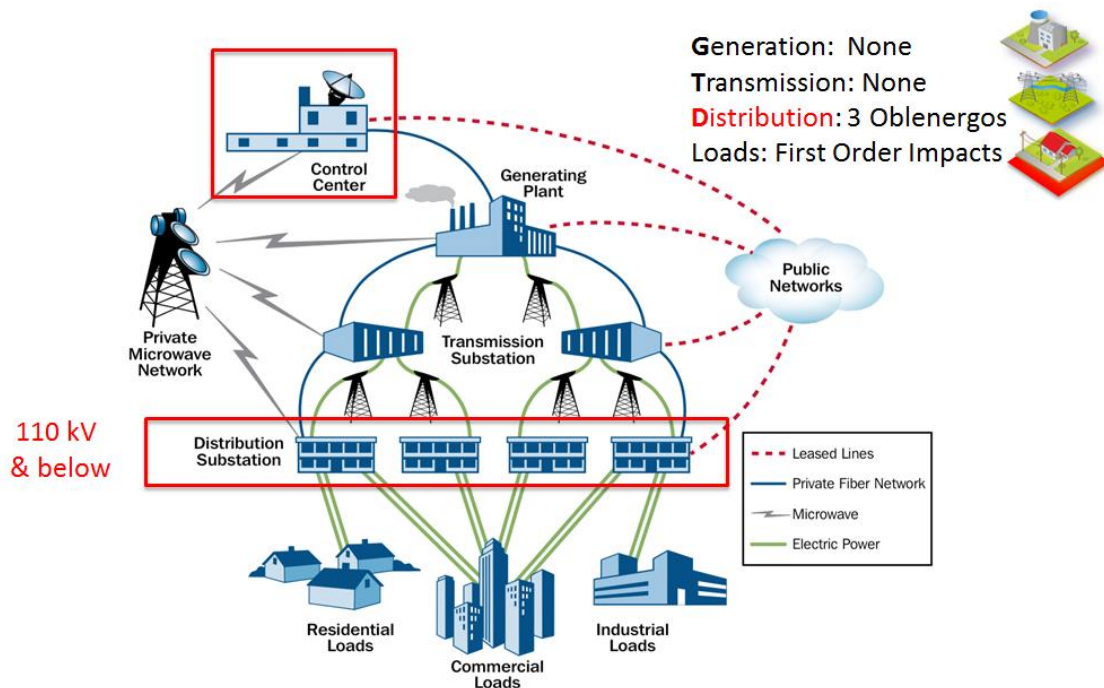 Generation: None
Transmission: None
Distribution: 3 Oblenergos
Loads: First Order Impacts
Control
Center
Generating
Plant
Public
Networks
Private
Microwave
Network
Transmission
Substation
110 kV
& below
Distribution
Substation
Leased Lines
Private Fiber Network
Microwave
Electric Power
Residential
Loads
Commercial
Loads
Industrial
Loads